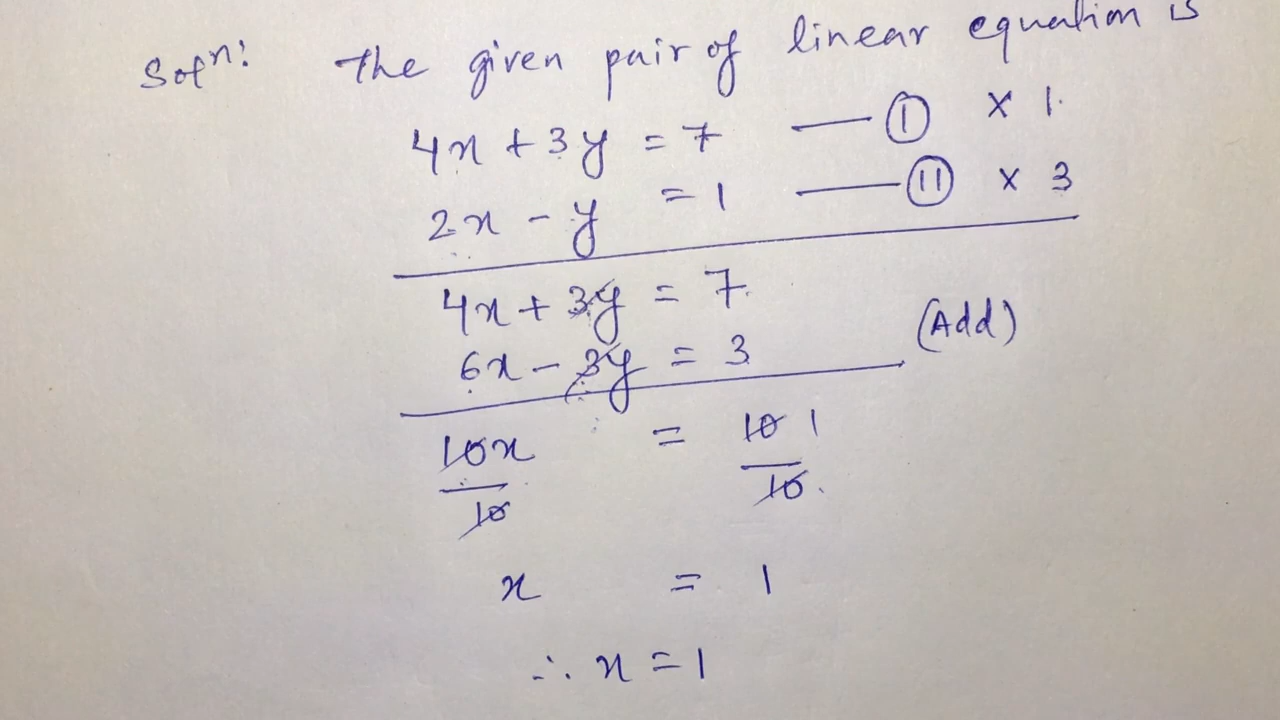 Solⁿ: The given pair of linear equation is
4x + 3y = 7 — ① × 1.
2x - y = 1 — ⑪ × 3
4x + 3y = 7
6x - 3y = 3 (Add)
10x = 10 1
10 10.
x = 1
∴ x = 1